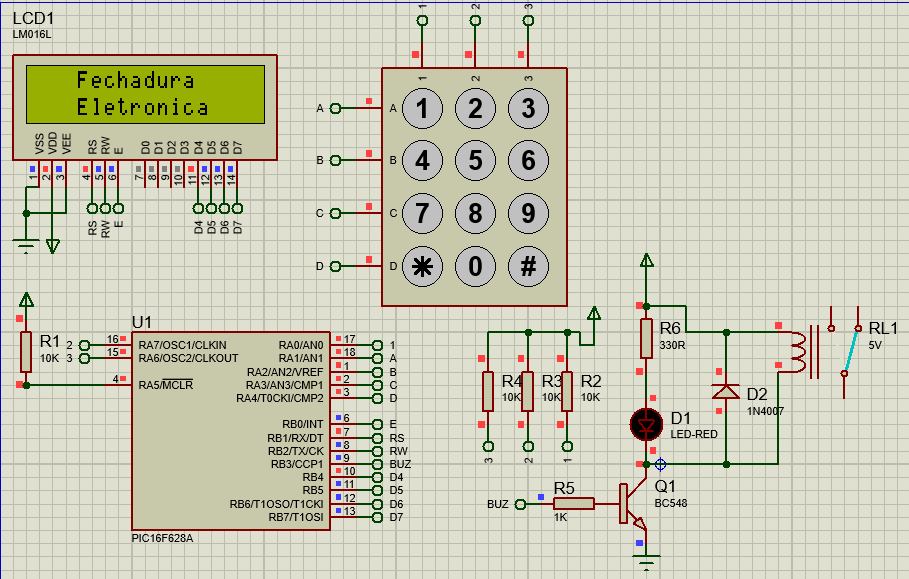 LCD1
LM016L
Fechadura
Eletronica
VSS VDD VEE RS RW E D0 D1 D2 D3 D4 D5 D6 D7
1 2 3 4 5 6 7 8 9 10 11 12 13 14
RS RW E D4 D5 D6 D7
1 2 3
1 2 3
A A 1 2 3
B B 4 5 6
C C 7 8 9
D D * 0 #
R1
10K
U1
2 16 RA7/OSC1/CLKIN
3 15 RA6/OSC2/CLKOUT
4 RA5/MCLR
RA0/AN0 17 1
RA1/AN1 18 A
RA2/AN2/VREF 1 B
RA3/AN3/CMP1 2 C
RA4/T0CKI/CMP2 3 D
RB0/INT 6 E
RB1/RX/DT 7 RS
RB2/TX/CK 8 RW
RB3/CCP1 9 BUZ
RB4 10 D4
RB5 11 D5
RB6/T1OSO/T1CKI 12 D6
RB7/T1OSI 13 D7
PIC16F628A
R4
10K
R3
10K
R2
10K
3 2 1
R6
330R
D1
LED-RED
D2
1N4007
RL1
5V
BUZ
R5
1K
Q1
BC548